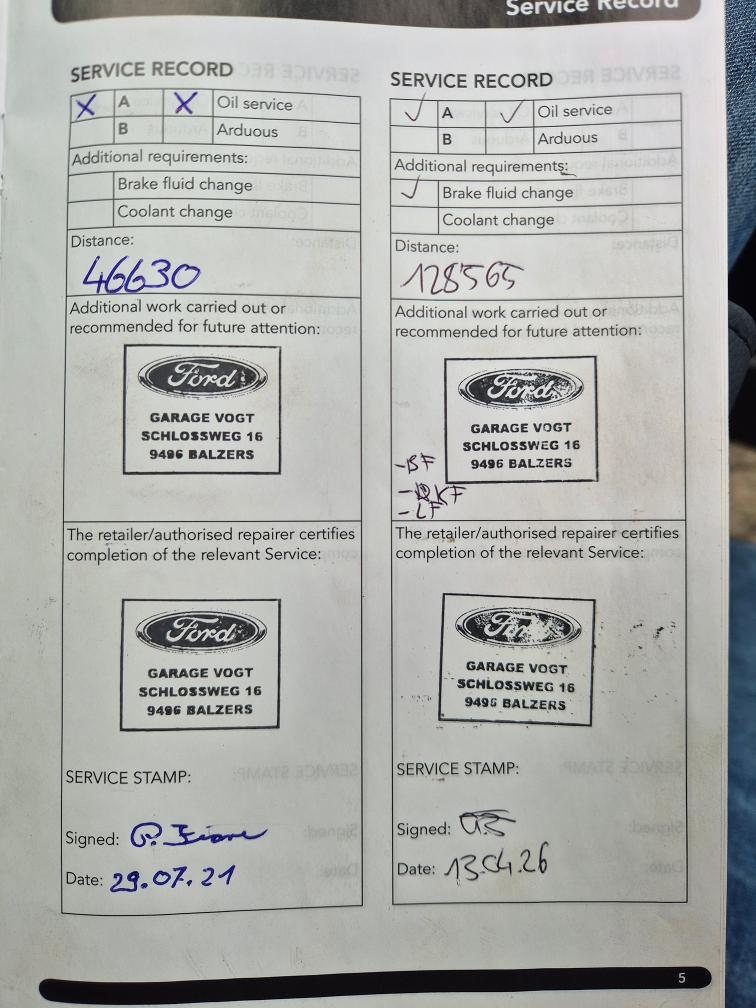 Service Record
SERVICE RECORD
X A X Oil service
B Arduous
Additional requirements:
Brake fluid change
Coolant change
Distance:
46630
Additional work carried out or
recommended for future attention:
Ford
GARAGE VOGT
SCHLOSSWEG 16
9496 BALZERS
The retailer/authorised repairer certifies
completion of the relevant Service:
Ford
GARAGE VOGT
SCHLOSSWEG 16
9496 BALZERS
SERVICE STAMP:
Signed:
Date: 29.07.21
SERVICE RECORD
✓ A ✓ Oil service
B Arduous
Additional requirements:
✓ Brake fluid change
Coolant change
Distance:
128565
Additional work carried out or
recommended for future attention:
Ford
GARAGE VOGT
SCHLOSSWEG 16
9496 BALZERS
-BF
-LF
The retailer/authorised repairer certifies
completion of the relevant Service:
Ford
GARAGE VOGT
SCHLOSSWEG 16
9496 BALZERS
SERVICE STAMP:
Signed:
Date: 13.04.26
5